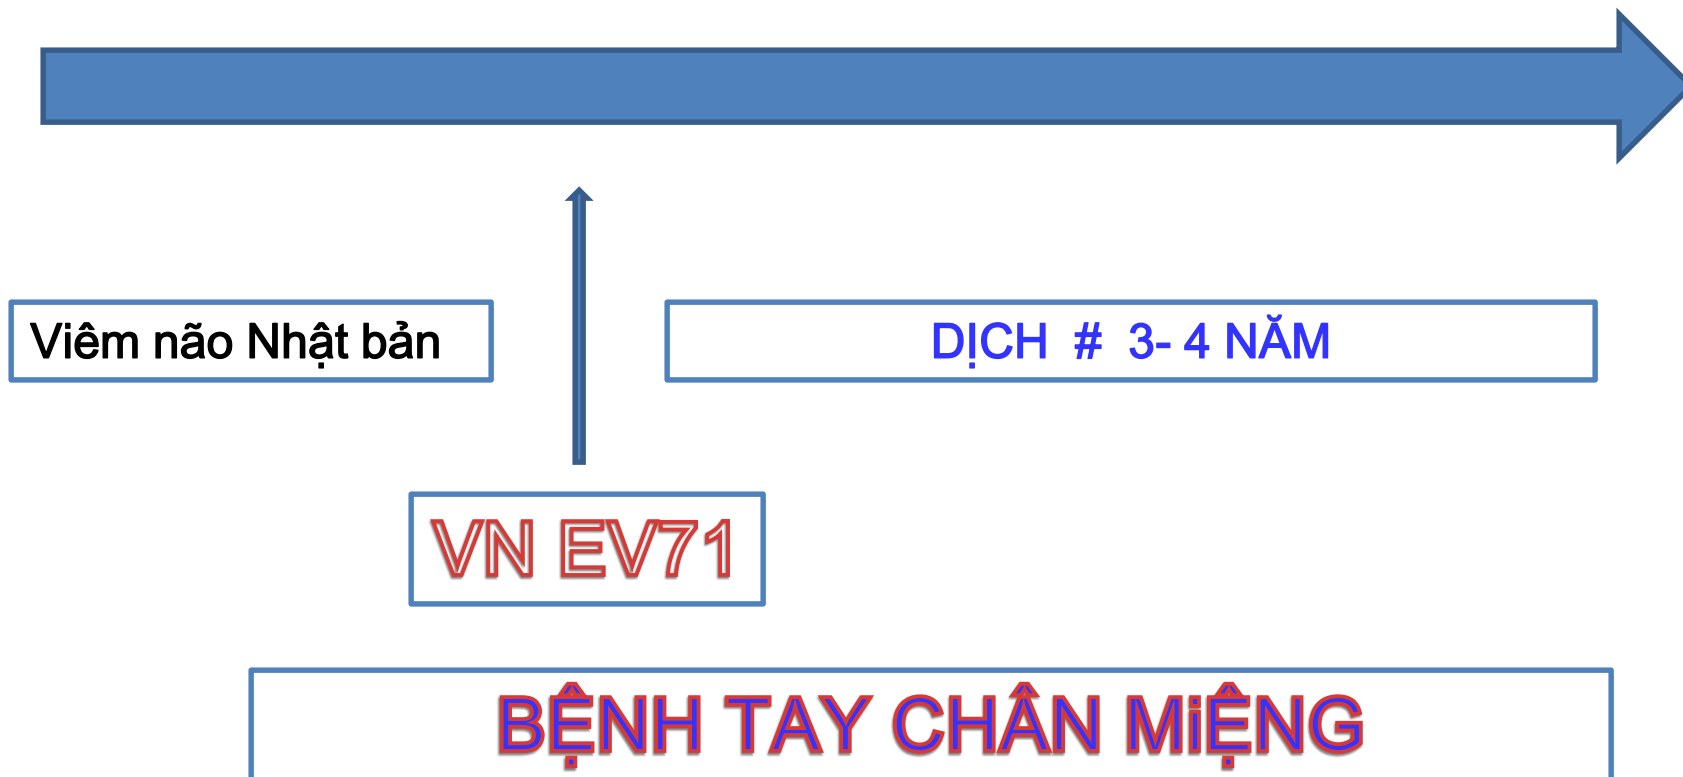 Viêm não Nhật bản
DỊCH # 3- 4 NĂM
VN EV71
BỆNH TAY CHÂN MiỆNG